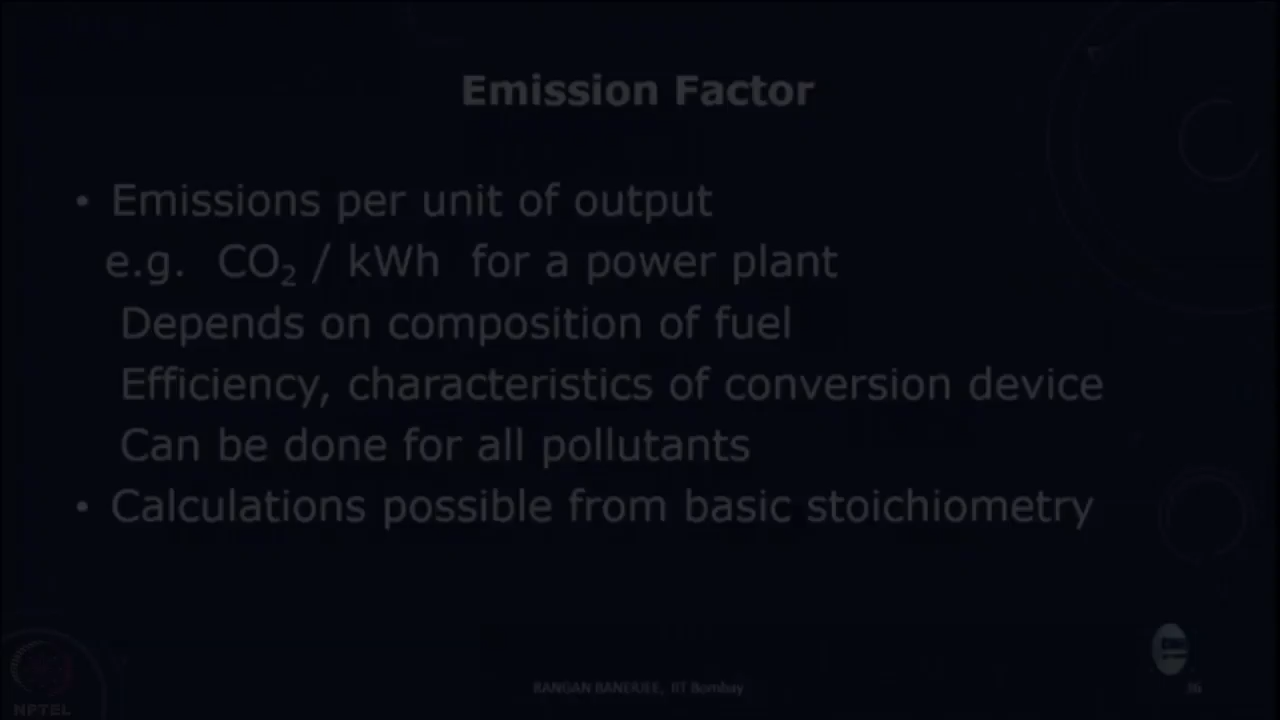 Emission Factor
• Emissions per unit of output
e.g. CO₂ / kWh for a power plant
Depends on composition of fuel
Efficiency, characteristics of conversion device
Can be done for all pollutants
• Calculations possible from basic stoichiometry
NPTEL
RANGAN BANERJEE, IIT Bombay